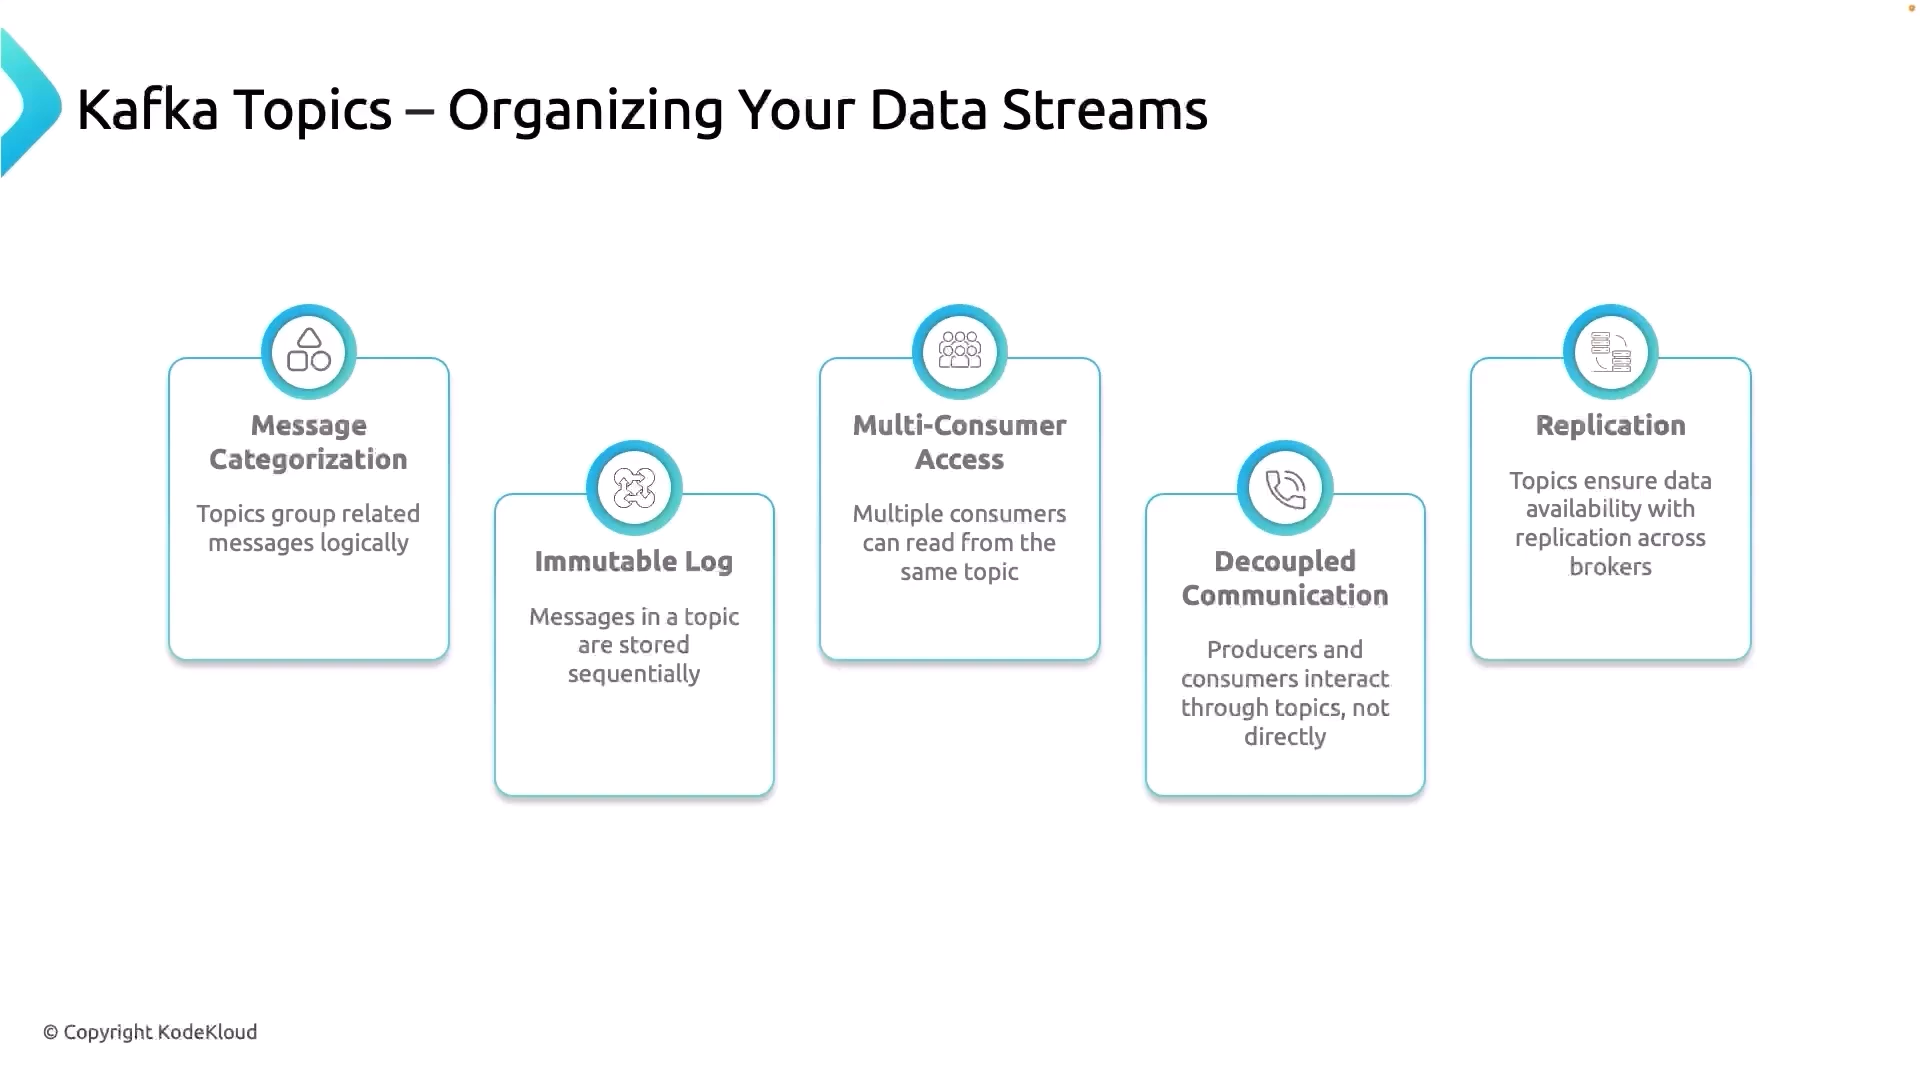 Kafka Topics – Organizing Your Data Streams
Message
Categorization
Topics group related
messages logically
Immutable Log
Messages in a topic
are stored
sequentially
Multi-Consumer
Access
Multiple consumers
can read from the
same topic
Decoupled
Communication
Producers and
consumers interact
through topics, not
directly
Replication
Topics ensure data
availability with
replication across
brokers
© Copyright KodeKloud